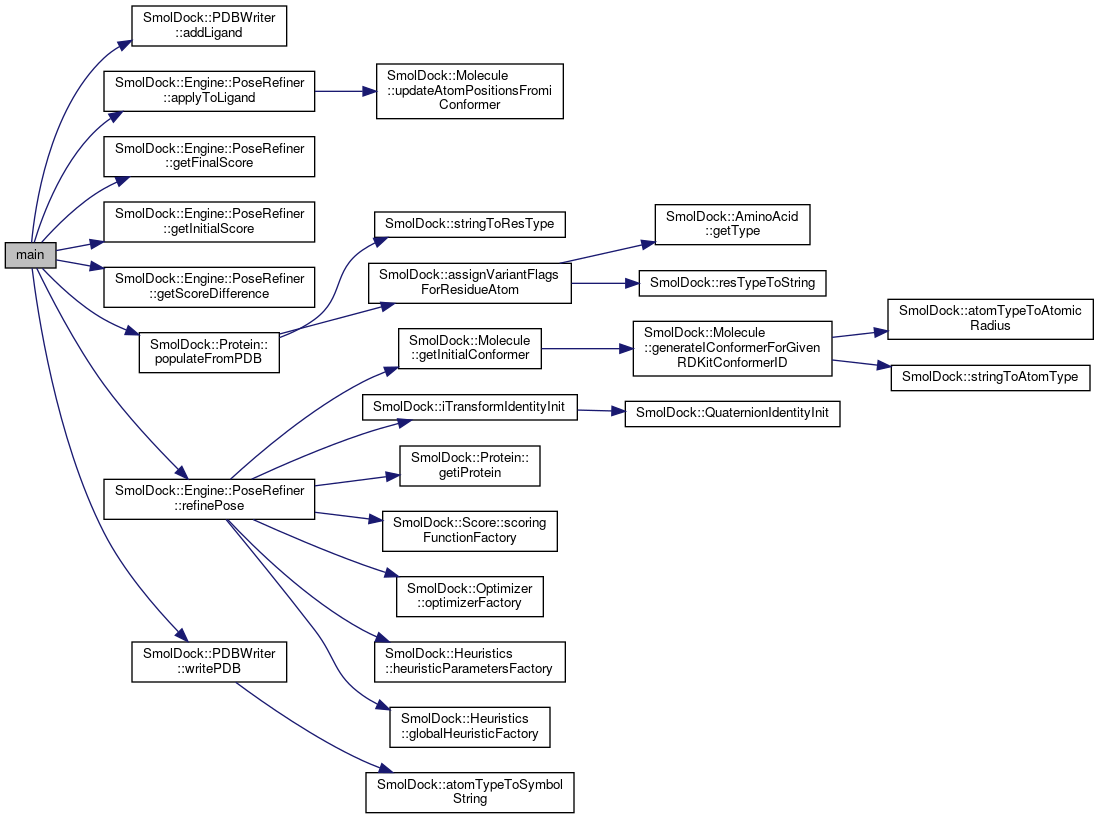 SmolDock::PDBWriter
::addLigand
SmolDock::Engine::PoseRefiner
::applyToLigand
SmolDock::Molecule
::updateAtomPositionsFromi
Conformer
SmolDock::Engine::PoseRefiner
::getFinalScore
SmolDock::Engine::PoseRefiner
::getInitialScore
main
SmolDock::Engine::PoseRefiner
::getScoreDifference
SmolDock::Protein::
populateFromPDB
SmolDock::stringToResType
SmolDock::assignVariantFlags
ForResidueAtom
SmolDock::AminoAcid
::getType
SmolDock::resTypeToString
SmolDock::Molecule
::getInitialConformer
SmolDock::Molecule
::generateIConformerForGiven
RDKitConformerID
SmolDock::atomTypeToAtomic
Radius
SmolDock::stringToAtomType
SmolDock::iTransformIdentityInit
SmolDock::QuaternionIdentityInit
SmolDock::Protein::
getiProtein
SmolDock::Engine::PoseRefiner
::refinePose
SmolDock::Score::scoring
FunctionFactory
SmolDock::Optimizer
::optimizerFactory
SmolDock::Heuristics
::heuristicParametersFactory
SmolDock::PDBWriter
::writePDB
SmolDock::Heuristics
::globalHeuristicFactory
SmolDock::atomTypeToSymbol
String